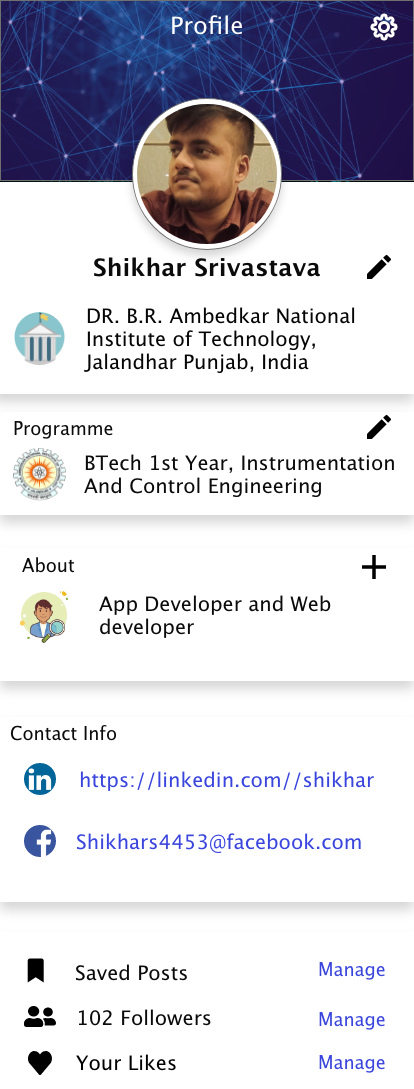 Profile
Shikhar Srivastava
DR. B.R. Ambedkar National
Institute of Technology,
Jalandhar Punjab, India
Programme
BTech 1st Year, Instrumentation
And Control Engineering
About
App Developer and Web
developer
Contact Info
in
https://linkedin.com//shikhar
f
Shikhars4453@facebook.com
Saved Posts Manage
102 Followers Manage
Your Likes Manage